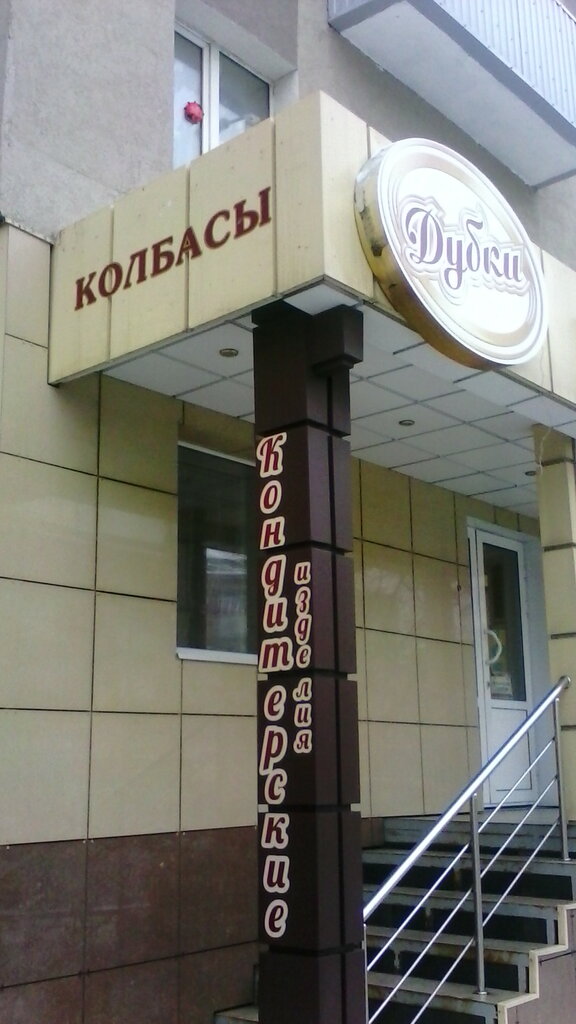 КОЛБАСЫ
Дубки
Кондитерские
изделия